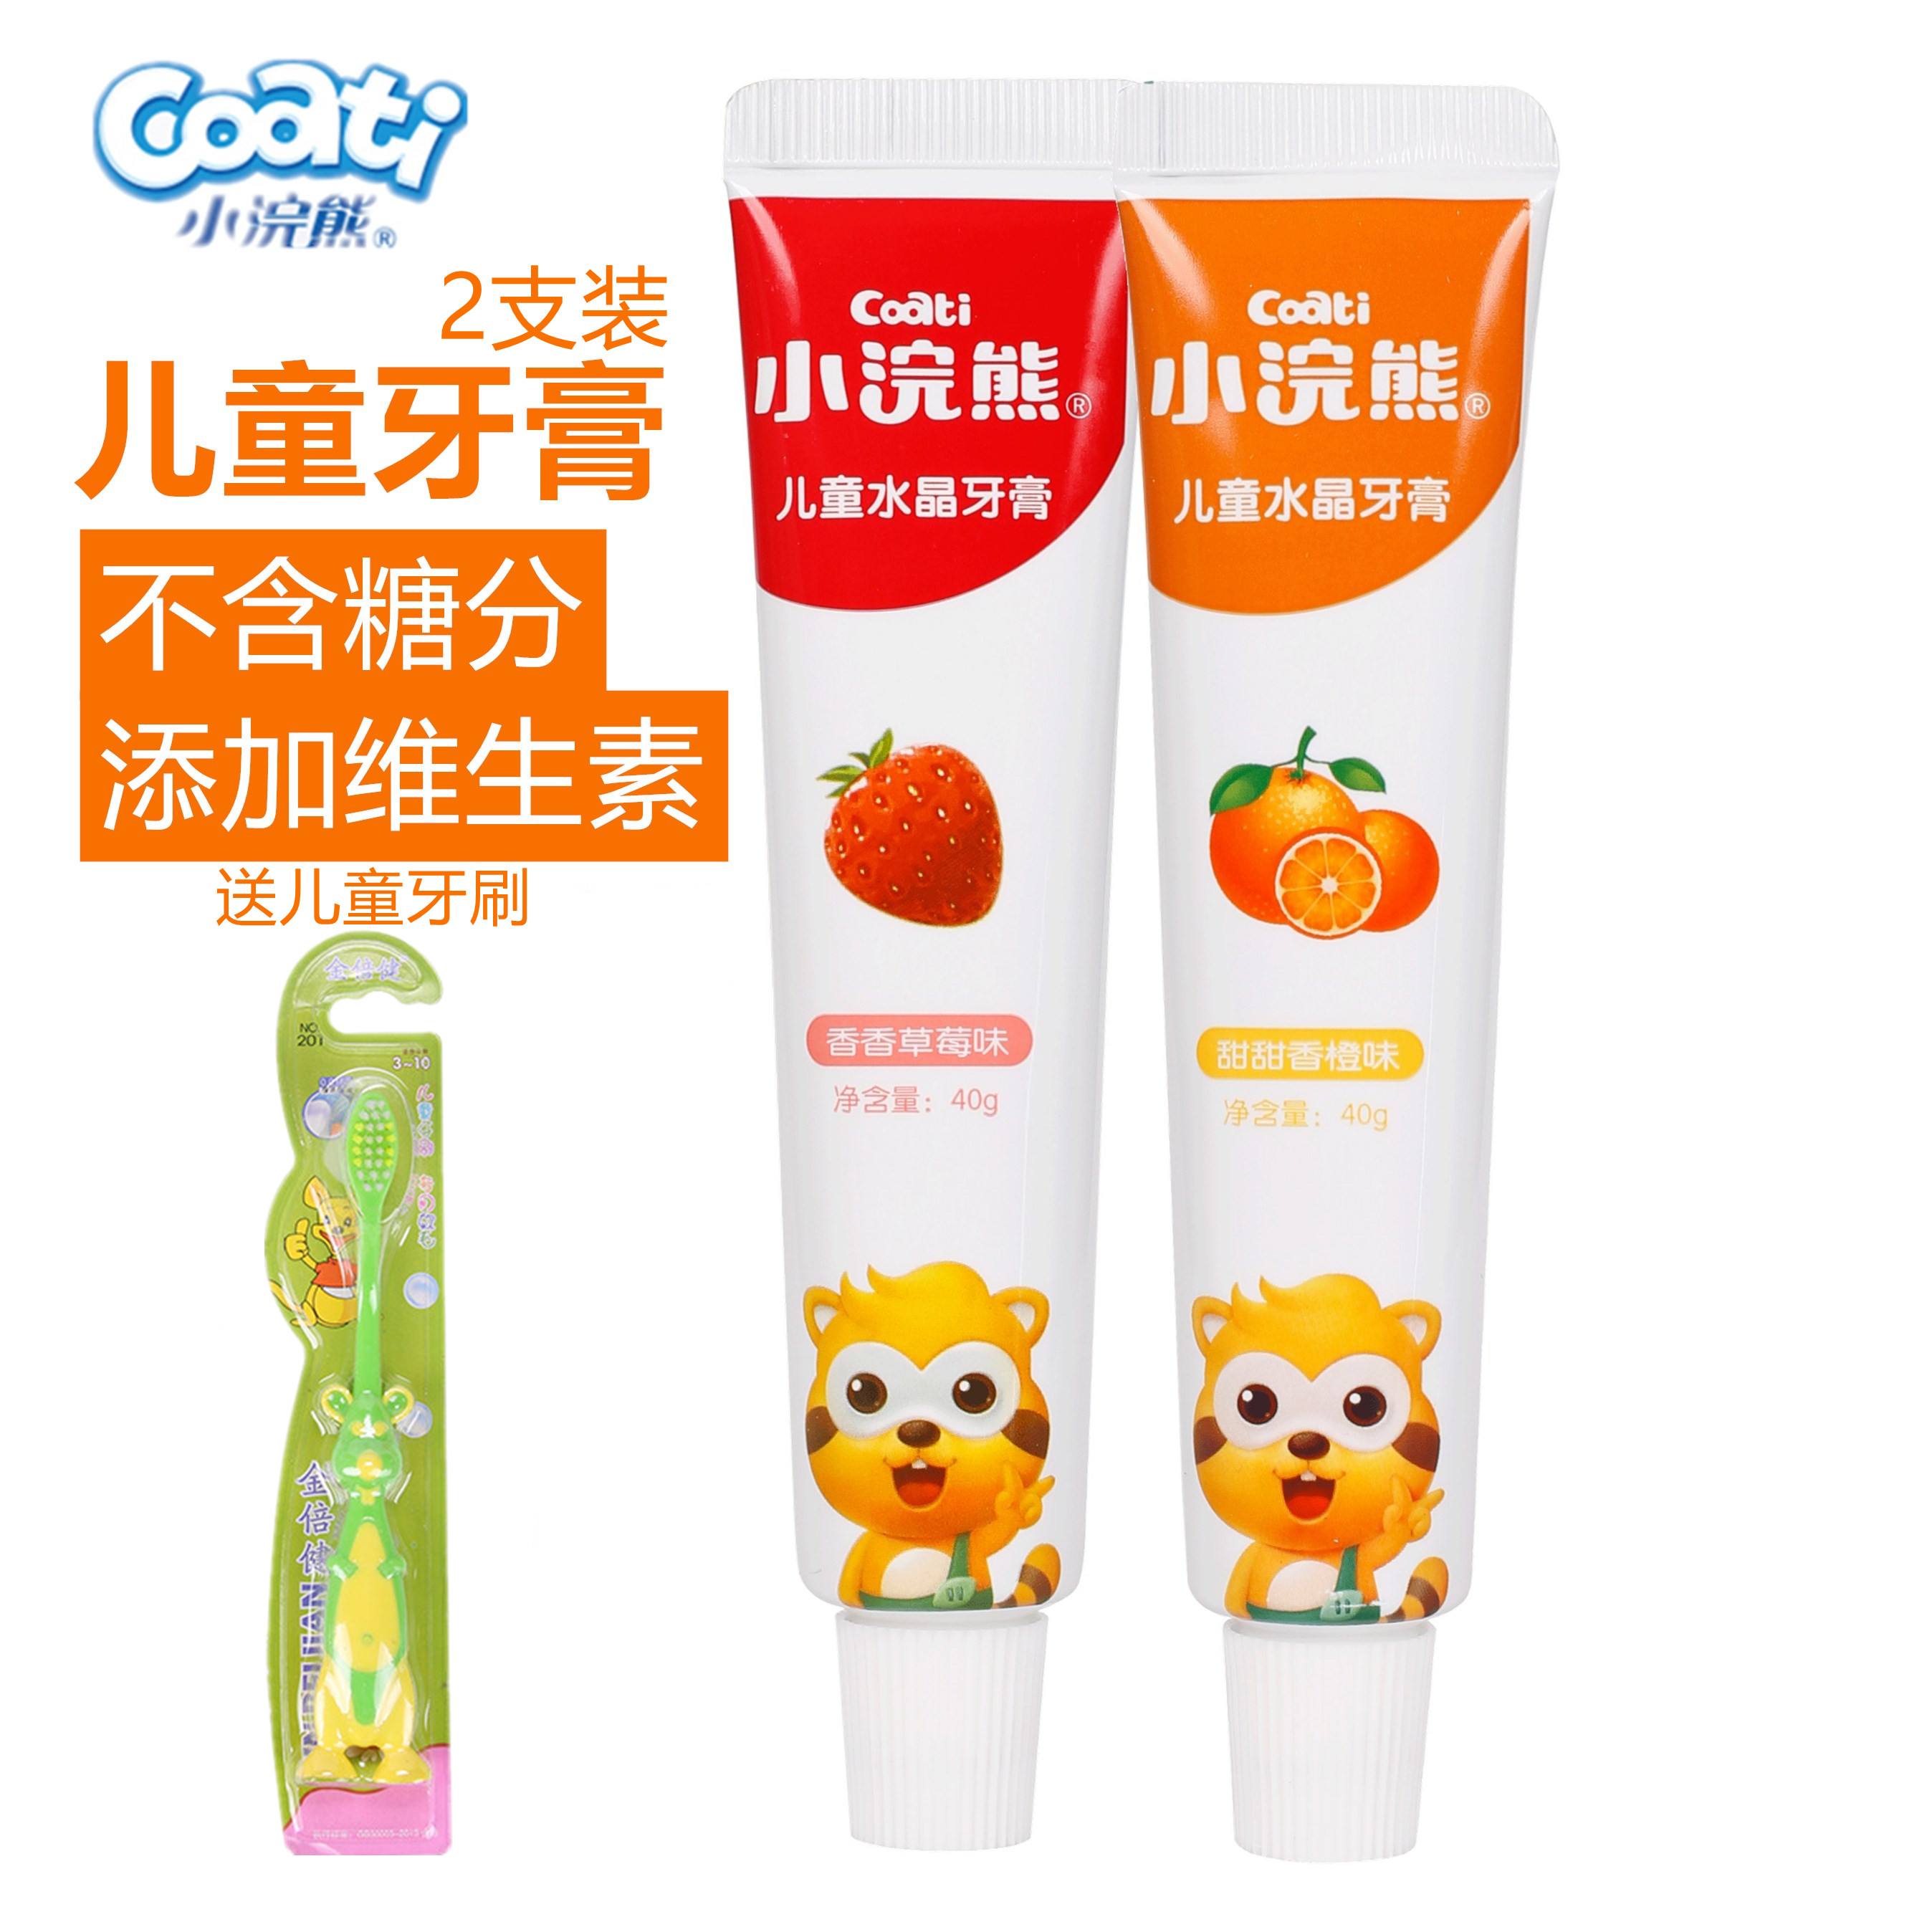 Coati
小浣熊®
2支装
儿童牙膏
不含糖分
添加维生素
送儿童牙刷
Coati
小浣熊®
儿童水晶牙膏
香香草莓味
净含量：40g
Coati
小浣熊®
儿童水晶牙膏
甜甜香橙味
净含量：40g
金倍健
NO.
201
3~10
金倍健